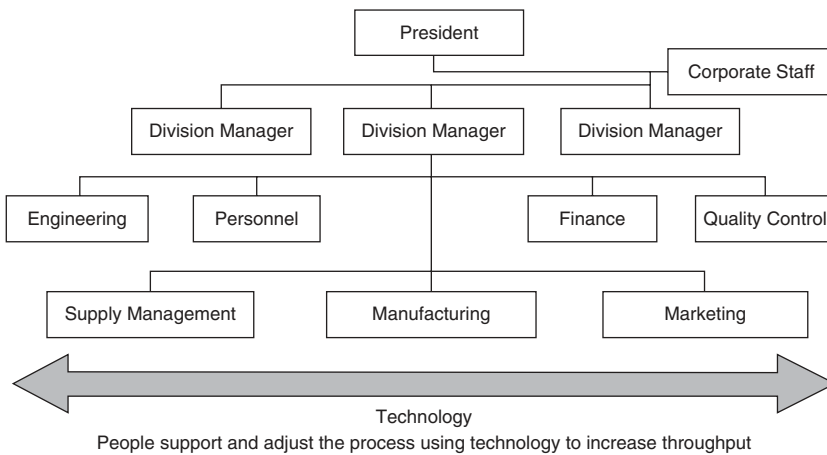 President
Corporate Staff
Division Manager
Division Manager
Division Manager
Engineering
Personnel
Finance
Quality Control
Supply Management
Manufacturing
Marketing
Technology
People support and adjust the process using technology to increase throughput